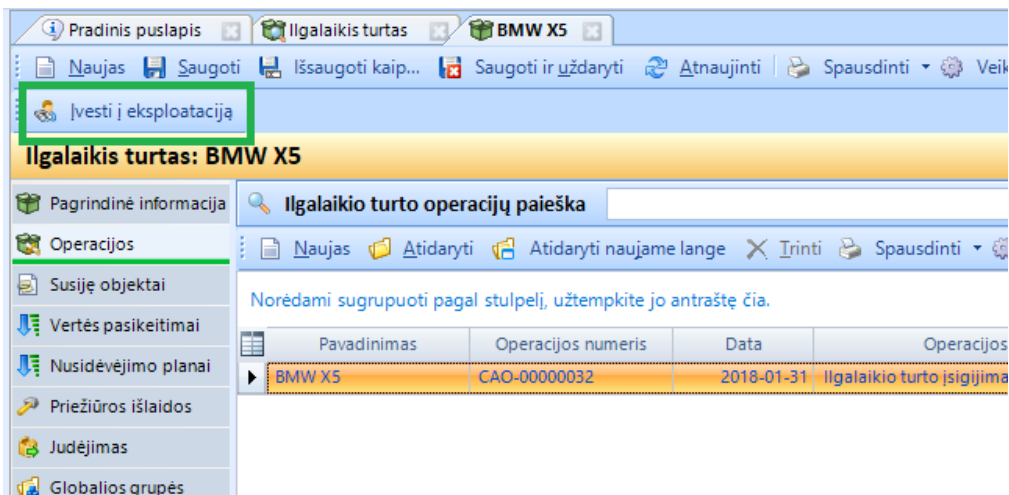 Pradinis puslapis Ilgalaikis turtas BMW X5
Naujas Saugoti Išsaugoti kaip... Saugoti ir uždaryti Atnaujinti Spausdinti Veik
Įvesti į eksploataciją
Ilgalaikis turtas: BMW X5
Pagrindinė informacija
Operacijos
Susiję objektai
Vertės pasikeitimai
Nusidėvėjimo planai
Priežiūros išlaidos
Judėjimas
Globalios grupės
Ilgalaikio turto operacijų paieška
Naujas Atidaryti Atidaryti naujame lange Trinti Spausdinti
Norėdami sugrupuoti pagal stulpelį, užtempkite jo antraštę čia.
Pavadinimas Operacijos numeris Data Operacijos
BMW X5 CAO-00000032 2018-01-31 Ilgalaikio turto įsigijima